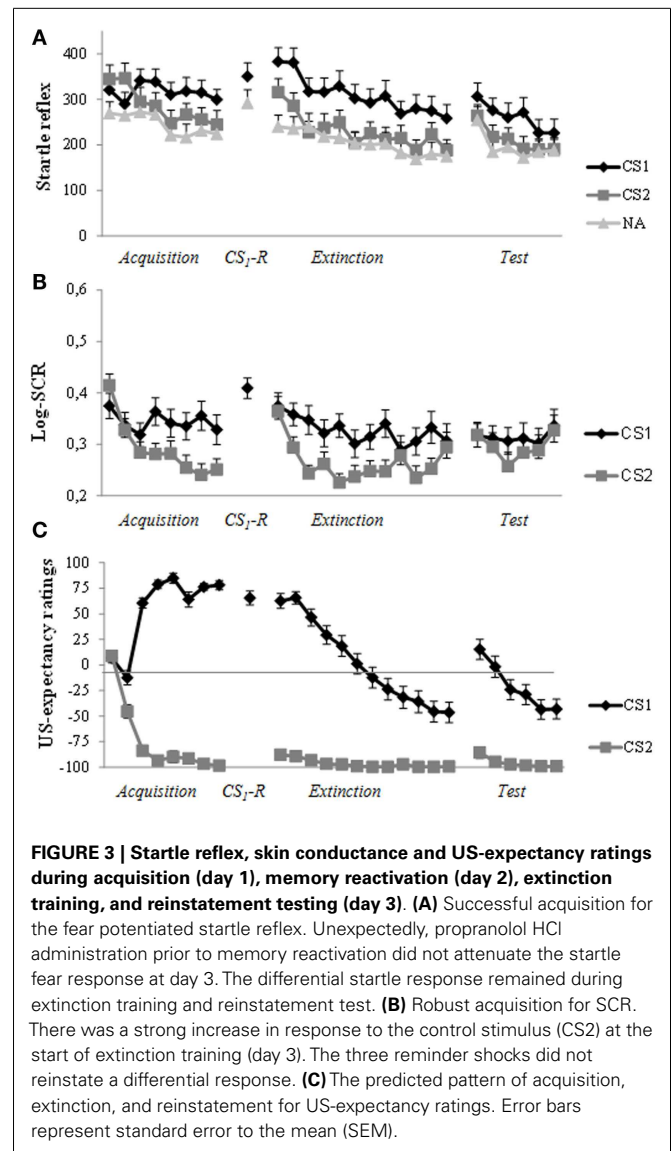 A
Startle reflex
400
300
200
100
0
CS1
CS2
NA
Acquisition CS1-R Extinction Test
B
Log-SCR
0,6
0,5
0,4
0,3
0,2
CS1
CS2
Acquisition CS1-R Extinction Test
C
US-expectancy ratings
100
75
50
25
0
-25
-50
-75
-100
CS1
CS2
Acquisition CS1-R Extinction Test
FIGURE 3 | Startle reflex, skin conductance and US-expectancy ratings
during acquisition (day 1), memory reactivation (day 2), extinction
training, and reinstatement testing (day 3). (A) Successful acquisition for
the fear potentiated startle reflex. Unexpectedly, propranolol HCl
administration prior to memory reactivation did not attenuate the startle
fear response at day 3. The differential startle response remained during
extinction training and reinstatement test. (B) Robust acquisition for SCR.
There was a strong increase in response to the control stimulus (CS2) at the
start of extinction training (day 3). The three reminder shocks did not
reinstate a differential response. (C) The predicted pattern of acquisition,
extinction, and reinstatement for US-expectancy ratings. Error bars
represent standard error to the mean (SEM).